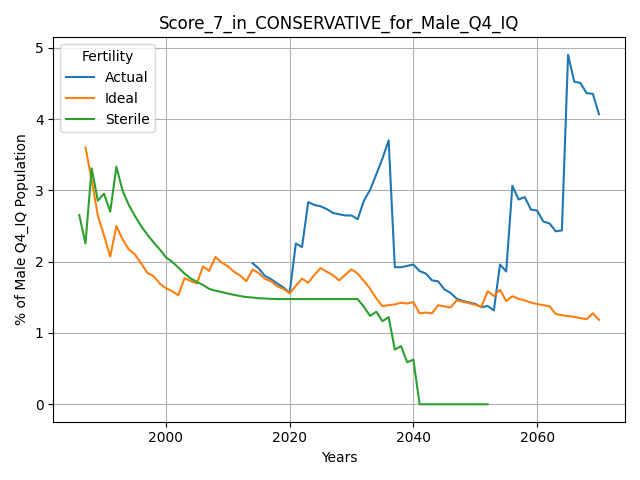 Score_7_in_CONSERVATIVE_for_Male_Q4_IQ
Fertility
Actual
Ideal
Sterile
% of Male Q4_IQ Population
5
4
3
2
1
0
2000
2020
2040
2060
Years